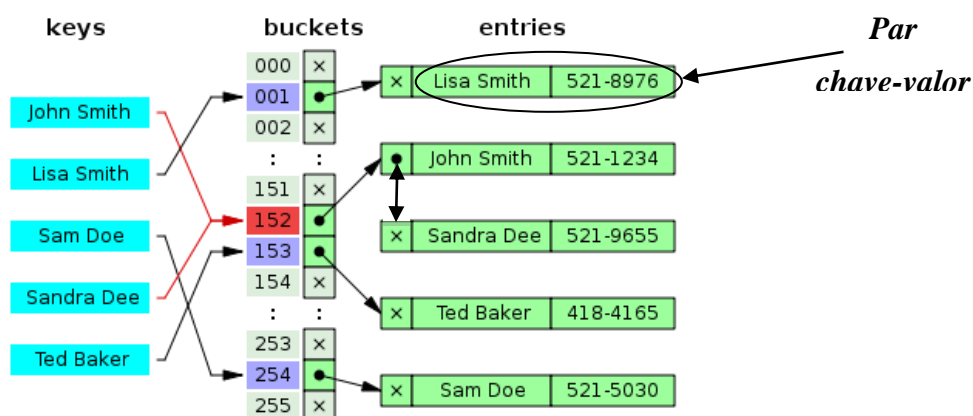 keys
buckets
entries
Par
chave-valor
John Smith
Lisa Smith
Sam Doe
Sandra Dee
Ted Baker
000 ×
001
002 ×
: :
151 ×
152
153
154 ×
: :
253 ×
254
255 ×
× Lisa Smith 521-8976
John Smith 521-1234
× Sandra Dee 521-9655
× Ted Baker 418-4165
× Sam Doe 521-5030